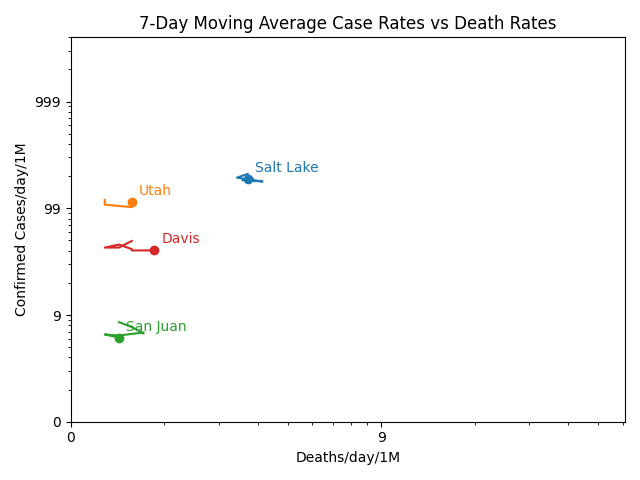 7-Day Moving Average Case Rates vs Death Rates
Confirmed Cases/day/1M
999
99
9
0
Salt Lake
Utah
Davis
San Juan
0
9
Deaths/day/1M